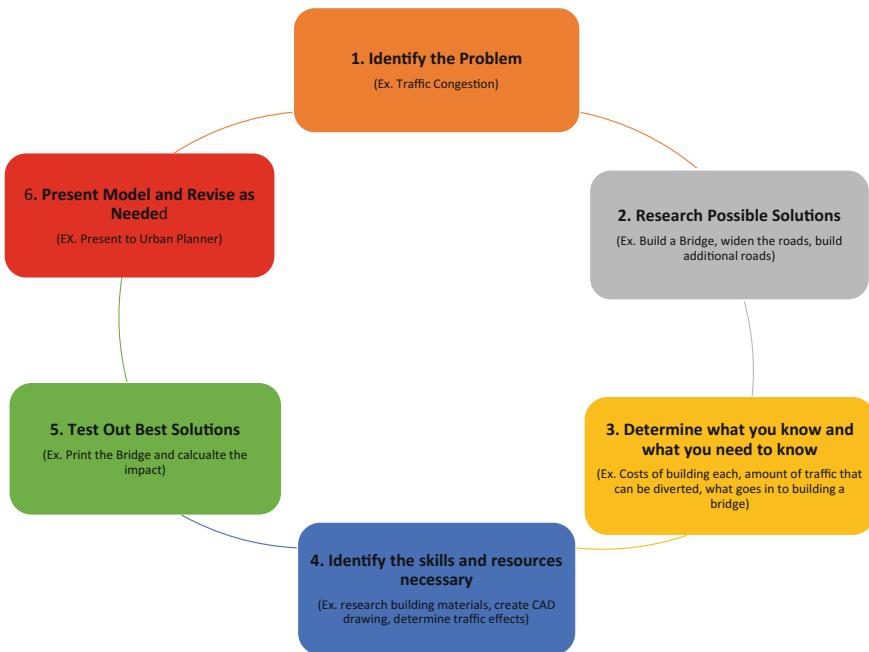 1. Identify the Problem
(Ex. Traffic Congestion)
2. Research Possible Solutions
(Ex. Build a Bridge, widen the roads, build
additional roads)
3. Determine what you know and
what you need to know
(Ex. Costs of building each, amount of traffic that
can be diverted, what goes in to building a
bridge)
4. Identify the skills and resources
necessary
(Ex. research building materials, create CAD
drawing, determine traffic effects)
5. Test Out Best Solutions
(Ex. Print the Bridge and calcualte the
impact)
6. Present Model and Revise as
Needed
(EX. Present to Urban Planner)